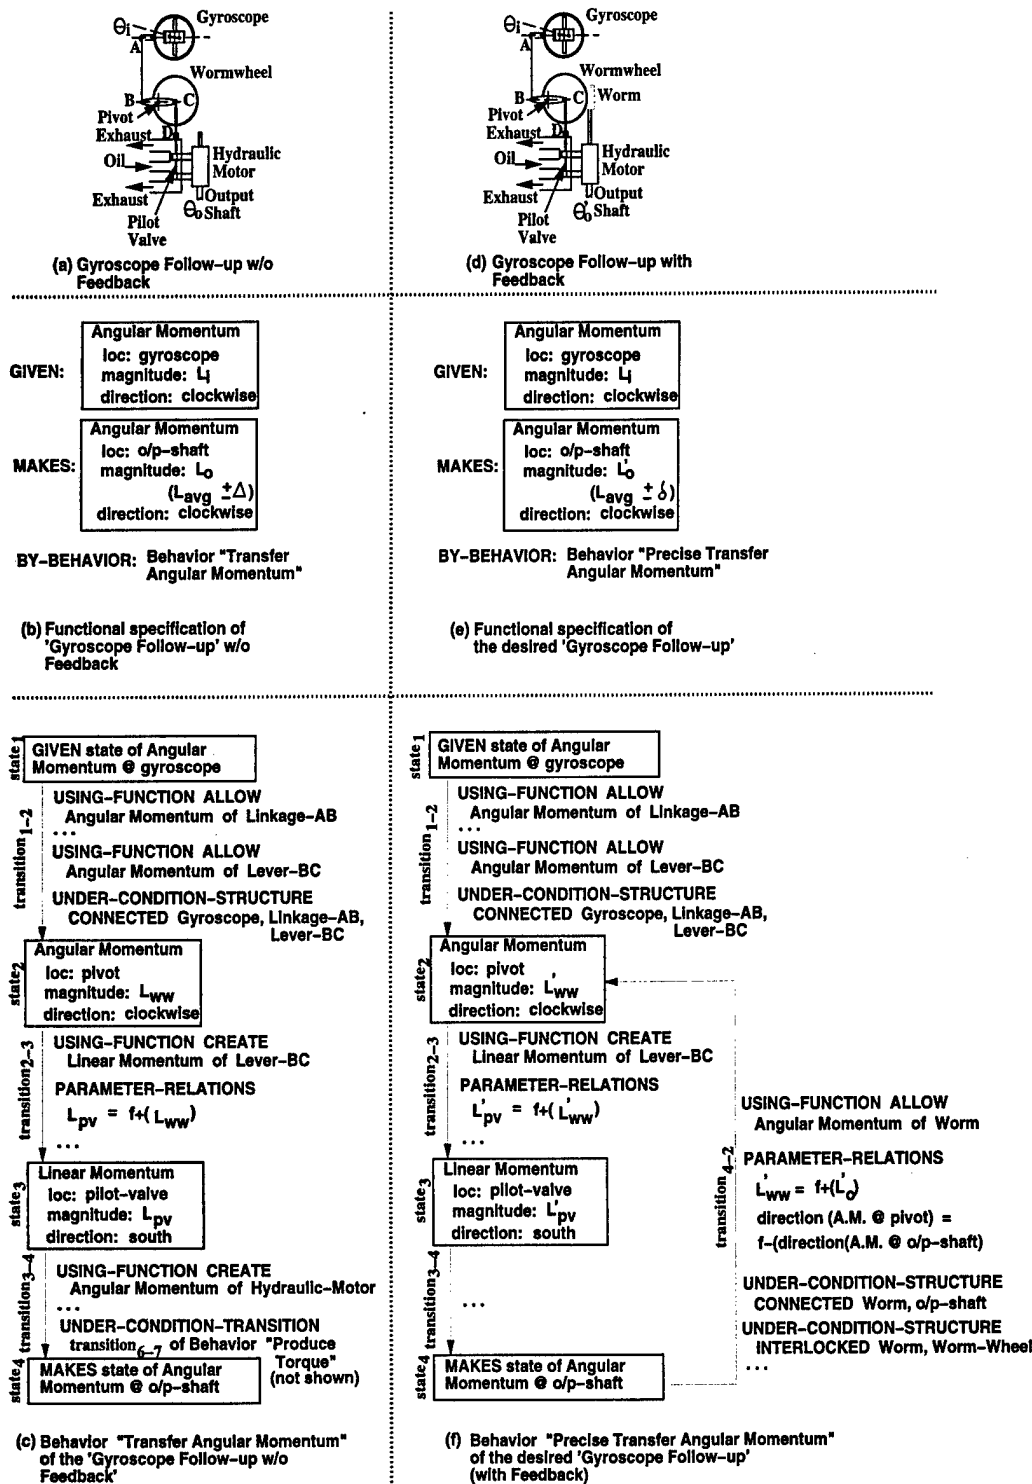 Θi
Gyroscope
A
Wormwheel
B
C
Pivot
Exhaust
D
Oil
Hydraulic
Motor
Exhaust
Output
Θo Shaft
Pilot
Valve
(a) Gyroscope Follow-up w/o
Feedback
Θi
Gyroscope
A
Wormwheel
B
C
Worm
Pivot
Exhaust
D
Oil
Hydraulic
Motor
Exhaust
Output
Θ'o Shaft
Pilot
Valve
(d) Gyroscope Follow-up with
Feedback
GIVEN:
Angular Momentum
loc: gyroscope
magnitude: Li
direction: clockwise
MAKES:
Angular Momentum
loc: o/p-shaft
magnitude: Lo
(Lavg ±Δ)
direction: clockwise
BY-BEHAVIOR: Behavior "Transfer
Angular Momentum"
(b) Functional specification of
'Gyroscope Follow-up' w/o
Feedback
GIVEN:
Angular Momentum
loc: gyroscope
magnitude: Li
direction: clockwise
MAKES:
Angular Momentum
loc: o/p-shaft
magnitude: L'o
(Lavg ± δ)
direction: clockwise
BY-BEHAVIOR: Behavior "Precise Transfer
Angular Momentum"
(e) Functional specification of
the desired 'Gyroscope Follow-up'
state1
GIVEN state of Angular
Momentum @ gyroscope
transition1-2
USING-FUNCTION ALLOW
Angular Momentum of Linkage-AB
...
USING-FUNCTION ALLOW
Angular Momentum of Lever-BC
UNDER-CONDITION-STRUCTURE
CONNECTED Gyroscope, Linkage-AB,
Lever-BC
state2
Angular Momentum
loc: pivot
magnitude: Lww
direction: clockwise
transition2-3
USING-FUNCTION CREATE
Linear Momentum of Lever-BC
PARAMETER-RELATIONS
Lpv = f+( Lww)
...
state3
Linear Momentum
loc: pilot-valve
magnitude: Lpv
direction: south
transition3-4
USING-FUNCTION CREATE
Angular Momentum of Hydraulic-Motor
...
UNDER-CONDITION-TRANSITION
transition6-7 of Behavior "Produce
Torque"
(not shown)
state4
MAKES state of Angular
Momentum @ o/p-shaft
(c) Behavior "Transfer Angular Momentum"
of the 'Gyroscope Follow-up w/o
Feedback'
state1
GIVEN state of Angular
Momentum @ gyroscope
transition1-2
USING-FUNCTION ALLOW
Angular Momentum of Linkage-AB
...
USING-FUNCTION ALLOW
Angular Momentum of Lever-BC
UNDER-CONDITION-STRUCTURE
CONNECTED Gyroscope, Linkage-AB,
Lever-BC
state2
Angular Momentum
loc: pivot
magnitude: L'ww
direction: clockwise
transition2-3
USING-FUNCTION CREATE
Linear Momentum of Lever-BC
PARAMETER-RELATIONS
L'pv = f+( L'ww)
...
state3
Linear Momentum
loc: pilot-valve
magnitude: L'pv
direction: south
transition3-4
...
state4
MAKES state of Angular
Momentum @ o/p-shaft
transition4-2
USING-FUNCTION ALLOW
Angular Momentum of Worm
PARAMETER-RELATIONS
L'ww = f+(L'o)
direction (A.M. @ pivot) =
f-(direction(A.M. @ o/p-shaft)
UNDER-CONDITION-STRUCTURE
CONNECTED Worm, o/p-shaft
UNDER-CONDITION-STRUCTURE
INTERLOCKED Worm, Worm-Wheel
...
(f) Behavior "Precise Transfer Angular Momentum"
of the desired 'Gyroscope Follow-up'
(with Feedback)